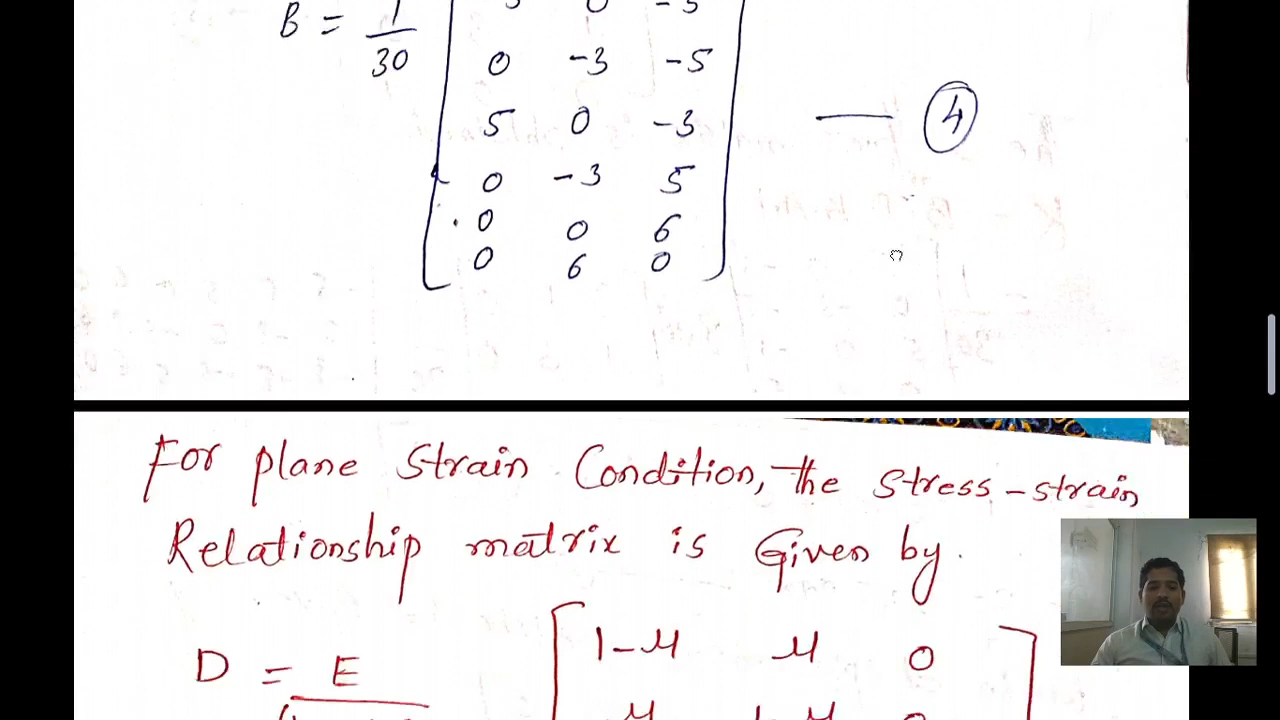 B = 1/30
0 -3 -5
5 0 -3
4
0 -3 5
0 0 6
0 6 0
For plane Strain Condition, the stress-strain
Relationship matrix is Given by.
1-μ μ 0
D = E